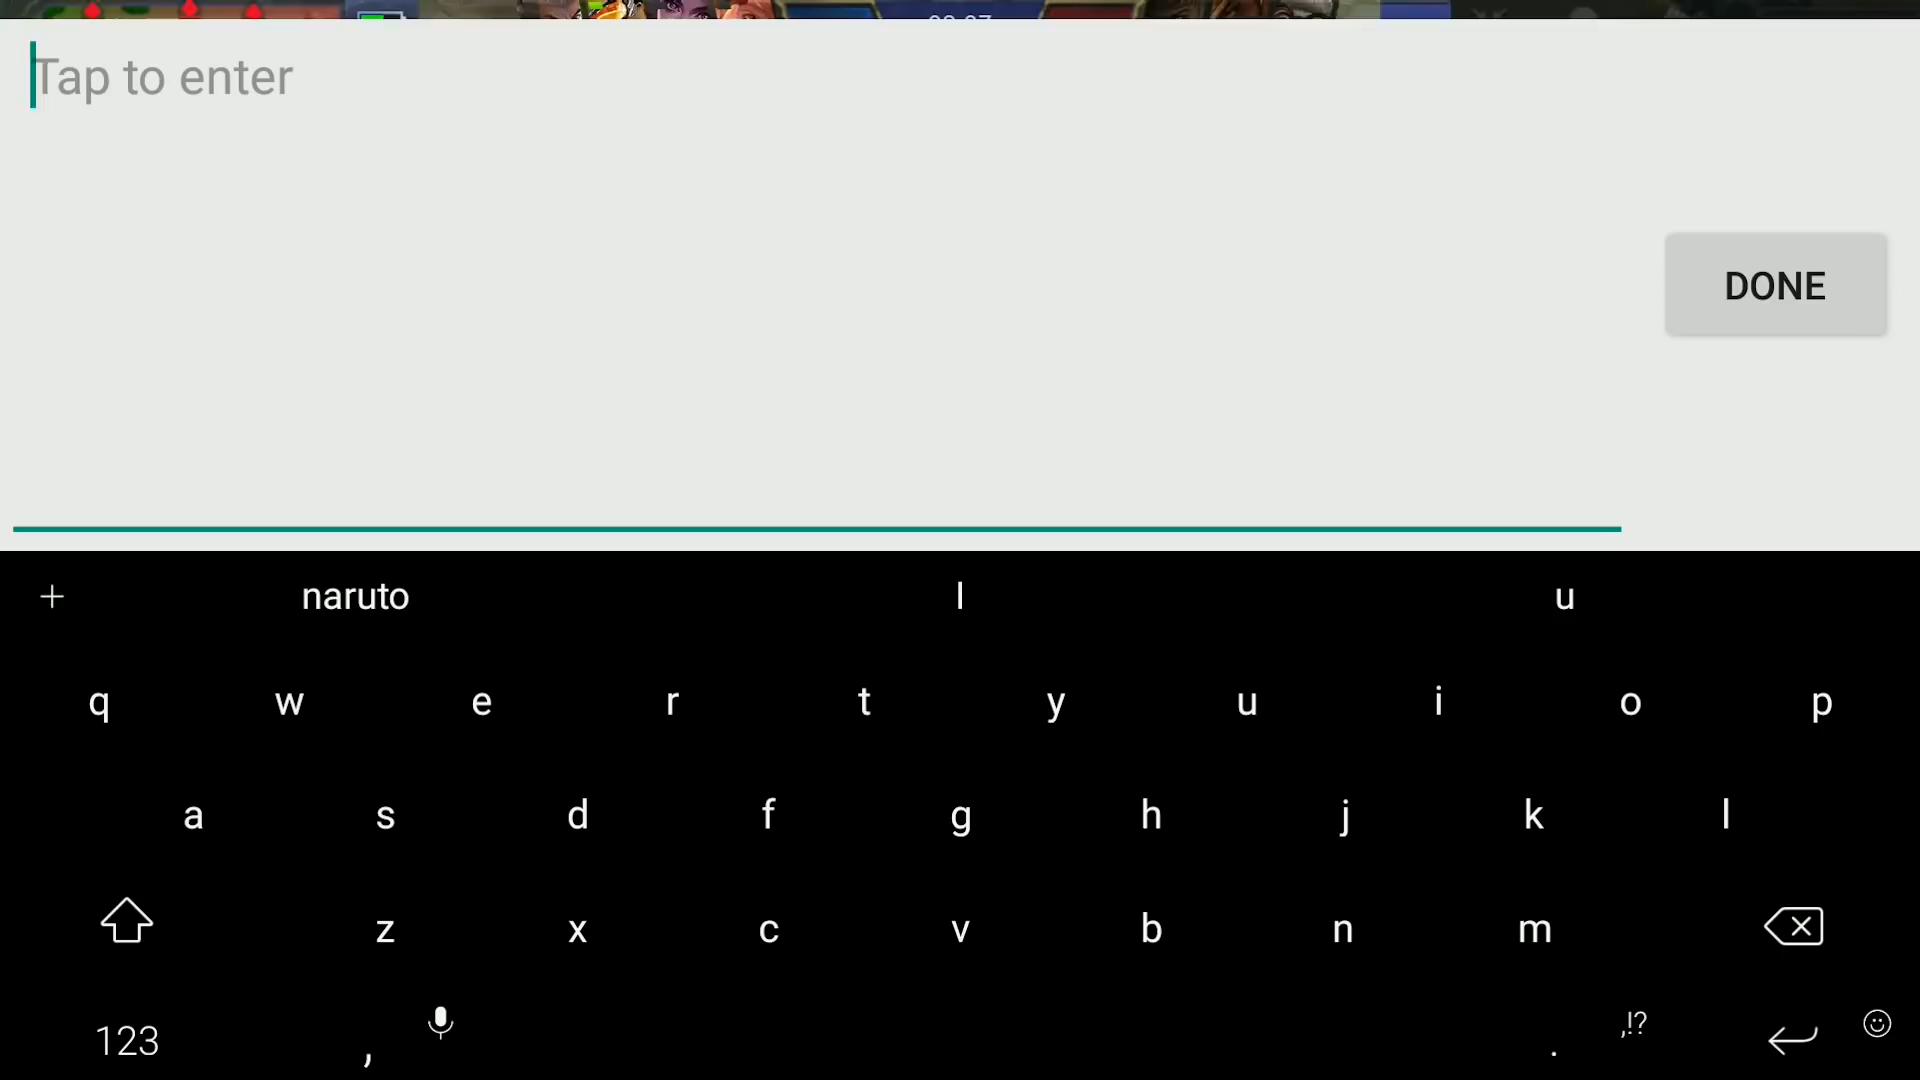 Tap to enter
DONE
naruto l u
q w e r t y u i o p
a s d f g h j k l
z x c v b n m
123 , . ,!?